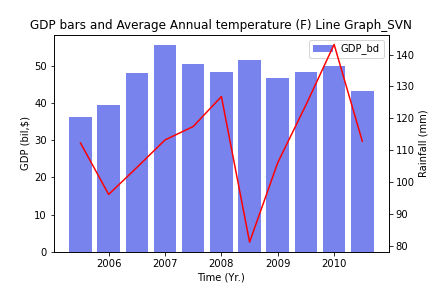 GDP bars and Average Annual temperature (F) Line Graph_SVN
GDP_bd
GDP (bil,$)
50
40
30
20
10
0
140
130
120
110
100
90
80
Rainfall (mm)
2006 2007 2008 2009 2010
Time (Yr.)